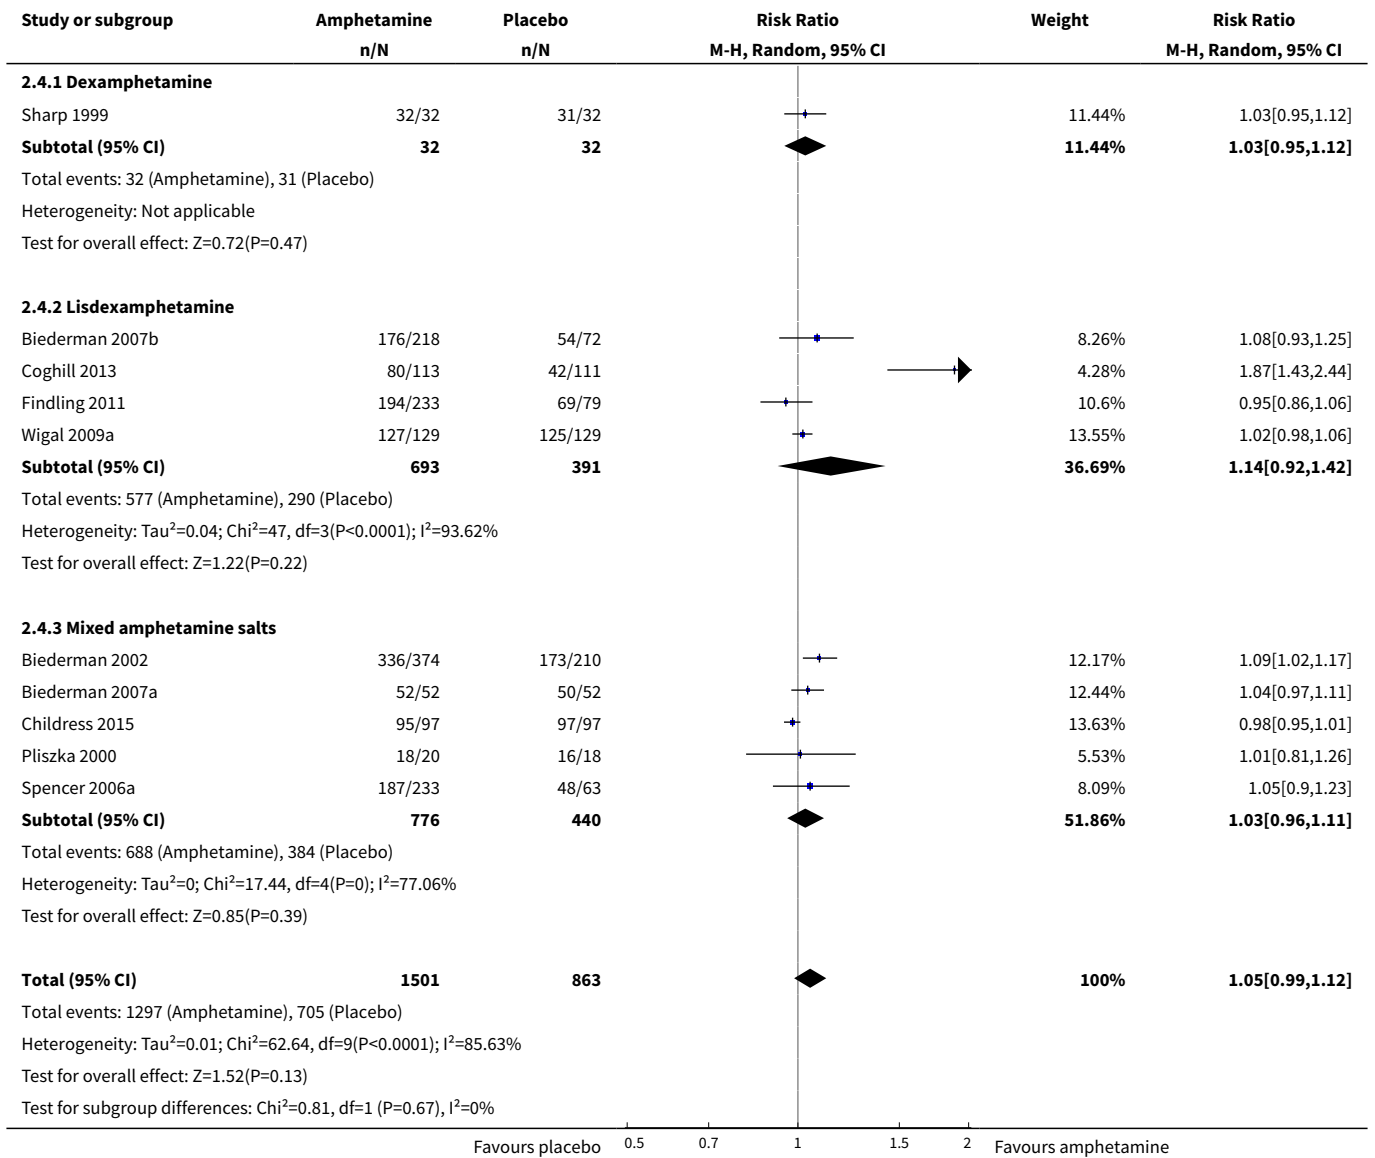 Study or subgroup Amphetamine Placebo Risk Ratio Weight Risk Ratio
n/N n/N M-H, Random, 95% CI M-H, Random, 95% CI
2.4.1 Dexamphetamine
Sharp 1999 32/32 31/32 11.44% 1.03[0.95,1.12]
Subtotal (95% CI) 32 32 11.44% 1.03[0.95,1.12]
Total events: 32 (Amphetamine), 31 (Placebo)
Heterogeneity: Not applicable
Test for overall effect: Z=0.72(P=0.47)
2.4.2 Lisdexamphetamine
Biederman 2007b 176/218 54/72 8.26% 1.08[0.93,1.25]
Coghill 2013 80/113 42/111 4.28% 1.87[1.43,2.44]
Findling 2011 194/233 69/79 10.6% 0.95[0.86,1.06]
Wigal 2009a 127/129 125/129 13.55% 1.02[0.98,1.06]
Subtotal (95% CI) 693 391 36.69% 1.14[0.92,1.42]
Total events: 577 (Amphetamine), 290 (Placebo)
Heterogeneity: Tau²=0.04; Chi²=47, df=3(P<0.0001); I²=93.62%
Test for overall effect: Z=1.22(P=0.22)
2.4.3 Mixed amphetamine salts
Biederman 2002 336/374 173/210 12.17% 1.09[1.02,1.17]
Biederman 2007a 52/52 50/52 12.44% 1.04[0.97,1.11]
Childress 2015 95/97 97/97 13.63% 0.98[0.95,1.01]
Pliszka 2000 18/20 16/18 5.53% 1.01[0.81,1.26]
Spencer 2006a 187/233 48/63 8.09% 1.05[0.9,1.23]
Subtotal (95% CI) 776 440 51.86% 1.03[0.96,1.11]
Total events: 688 (Amphetamine), 384 (Placebo)
Heterogeneity: Tau²=0; Chi²=17.44, df=4(P=0); I²=77.06%
Test for overall effect: Z=0.85(P=0.39)
Total (95% CI) 1501 863 100% 1.05[0.99,1.12]
Total events: 1297 (Amphetamine), 705 (Placebo)
Heterogeneity: Tau²=0.01; Chi²=62.64, df=9(P<0.0001); I²=85.63%
Test for overall effect: Z=1.52(P=0.13)
Test for subgroup differences: Chi²=0.81, df=1 (P=0.67), I²=0%
Favours placebo 0.5 0.7 1 1.5 2 Favours amphetamine